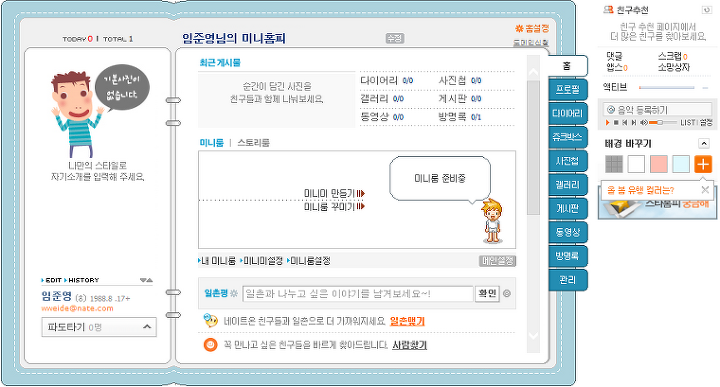 TODAY 0 | TOTAL 1
임준영님의 미니홈피
수정
홈설정
도메인신청
기본사진이
없습니다.
나만의 스타일로
자기소개를 입력해 주세요.
EDIT HISTORY
임준영 (용) 1988.8 .17+
wweide@nate.com
파도타기 0명
최근 게시물
순간이 담긴 사진을
친구들과 함께 나눠보세요.
다이어리 0/0 사진첩 0/0
갤러리 0/0 게시판 0/0
동영상 0/0 방명록 0/1
미니룸 | 스토리룸
미니룸 준비중
미니미 만들기
미니룸 꾸미기
내 미니룸 미니미설정 미니룸설정
메인설정
일촌평 일촌과 나누고 싶은 이야기를 남겨보세요~! 확인
네이트온 친구들과 일촌으로 더 가까워지세요. 일촌맺기
꼭 만나고 싶은 친구들을 바르게 찾아드립니다. 사람찾기
홈
프로필
다이어리
쥬크박스
사진첩
갤러리
게시판
동영상
방명록
관리
친구추천
친구 추천 페이지에서
더 많은 친구를 찾아보세요.
댓글 스크랩 0
앱스 0 소망상자
액티브
음악 등록하기
LIST 설정
배경 바꾸기
올 봄 유행 컬러는?
스타홈피 궁금해